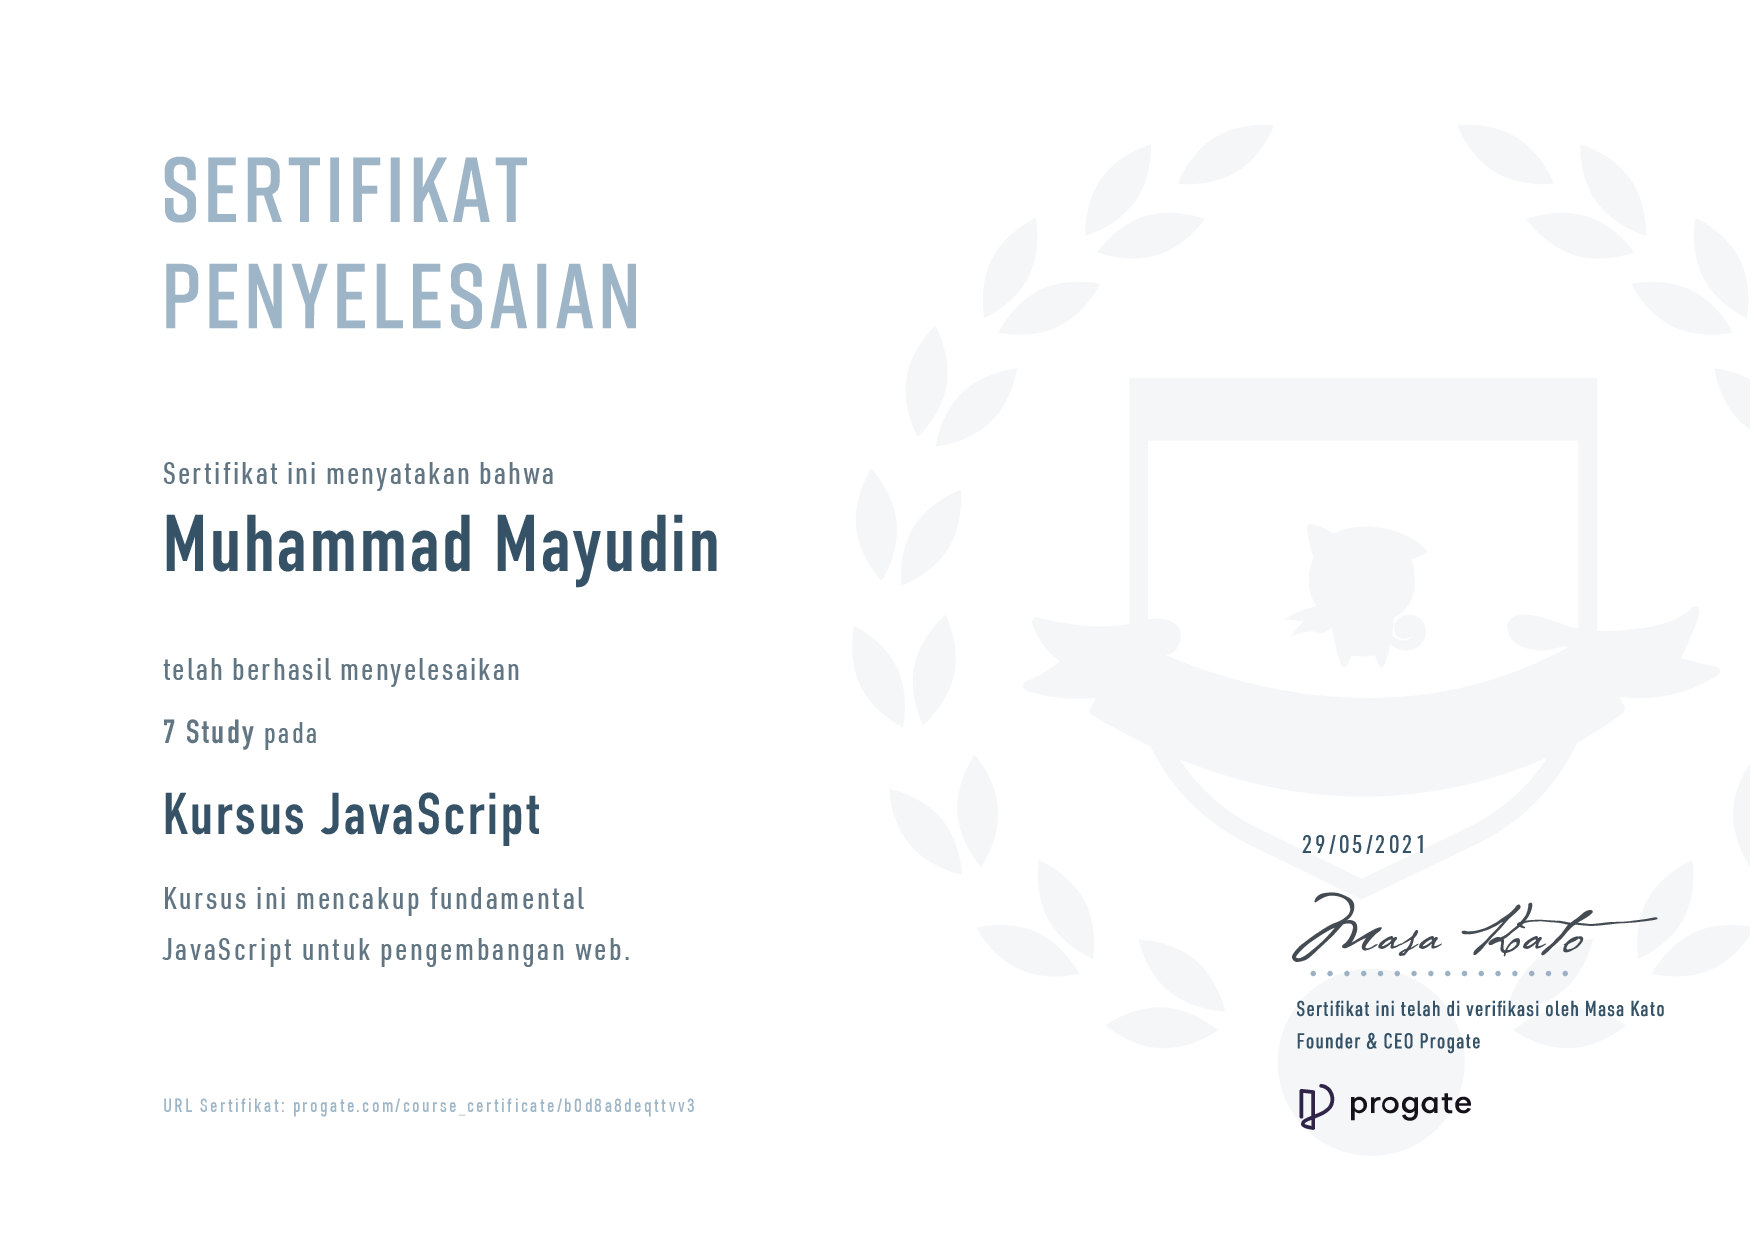 SERTIFIKAT
PENYELESAIAN
Sertifikat ini menyatakan bahwa
Muhammad Mayudin
telah berhasil menyelesaikan
7 Study pada
Kursus JavaScript
Kursus ini mencakup fundamental
JavaScript untuk pengembangan web.
URL Sertifikat: progate.com/course_certificate/b0d8a8deqttvv3
29/05/2021
Masa Kato
Sertifikat ini telah di verifikasi oleh Masa Kato
Founder & CEO Progate
progate